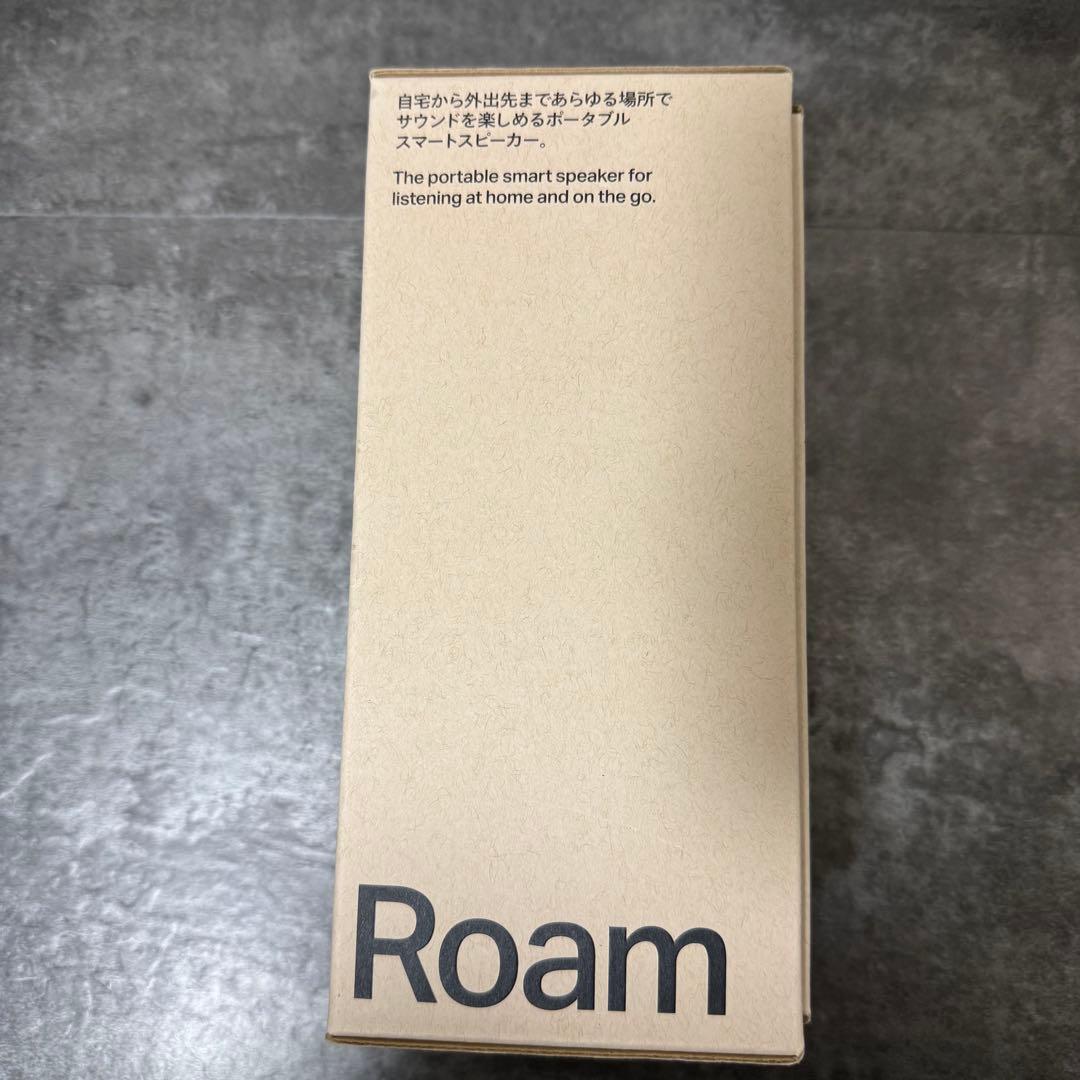 自宅から外出先まであらゆる場所で
サウンドを楽しめるポータブル
スマートスピーカー。
The portable smart speaker for
listening at home and on the go.
Roam